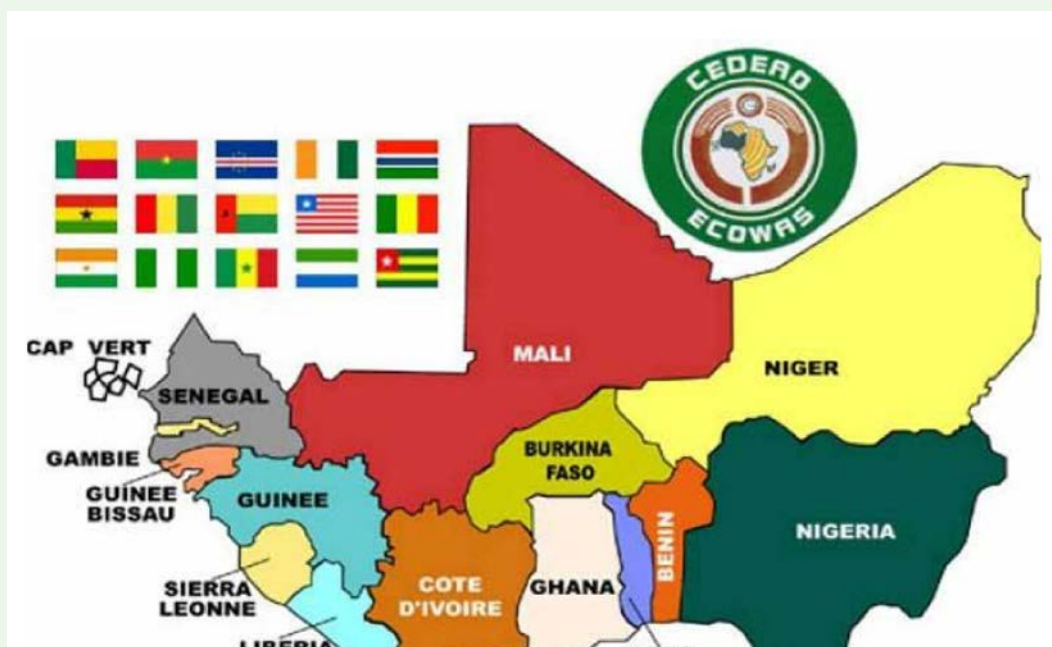 CEDEAO
ECOWAS
CAP VERT
MALI
NIGER
SENEGAL
GAMBIE
BURKINA
FASO
GUINEE
BISSAU
GUINEE
NIGERIA
BENIN
SIERRA
LEONNE
COTE
D'IVOIRE
GHANA
LIBERIA